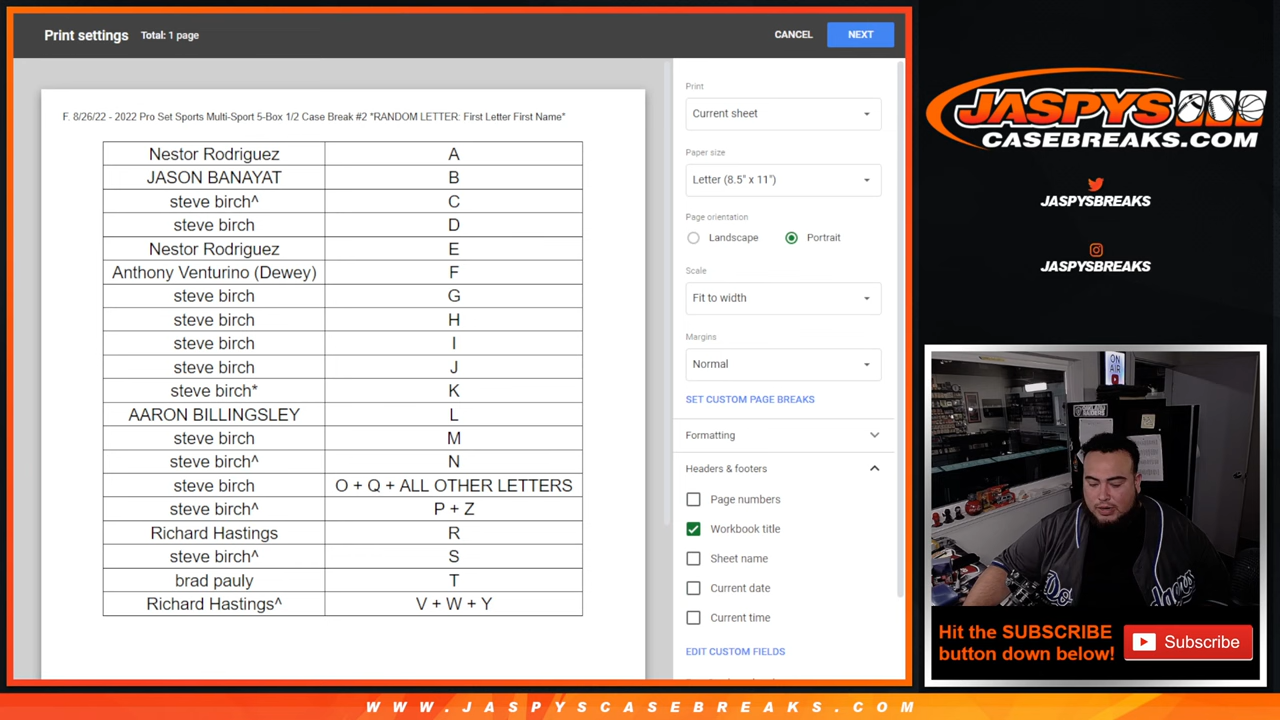 Print settings Total: 1 page CANCEL NEXT
F. 8/26/22 - 2022 Pro Set Sports Multi-Sport 5-Box 1/2 Case Break #2 *RANDOM LETTER: First Letter First Name*
Nestor Rodriguez A
JASON BANAYAT B
steve birch^ C
steve birch D
Nestor Rodriguez E
Anthony Venturino (Dewey) F
steve birch G
steve birch H
steve birch I
steve birch J
steve birch* K
AARON BILLINGSLEY L
steve birch M
steve birch^ N
steve birch O + Q + ALL OTHER LETTERS
steve birch^ P + Z
Richard Hastings R
steve birch^ S
brad pauly T
Richard Hastings^ V + W + Y
Print
Current sheet
Paper size
Letter (8.5" x 11")
Page orientation
Landscape Portrait
Scale
Fit to width
Margins
Normal
SET CUSTOM PAGE BREAKS
Formatting
Headers & footers
Page numbers
Workbook title
Sheet name
Current date
Current time
EDIT CUSTOM FIELDS
JASPYS
CASEBREAKS.COM
JASPYSBREAKS
JASPYSBREAKS
ON
AIR
Hit the SUBSCRIBE
button down below!
Subscribe
WWW.JASPYSCASEBREAKS.COM